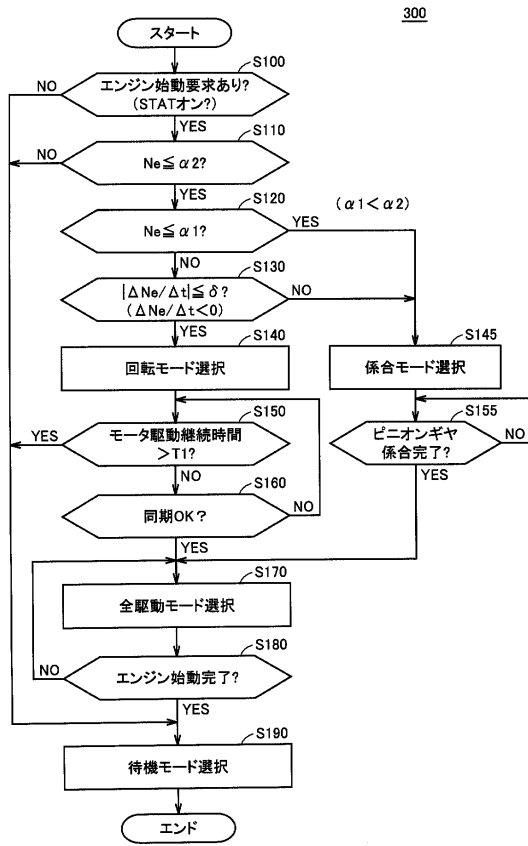 300
スタート
S100
エンジン始動要求あり?
(STATオン?)
NO
YES
S110
Ne≦α2?
NO
YES
S120
Ne≦α1?
YES
(α1<α2)
NO
S130
|ΔNe/Δt|≦δ?
(ΔNe/Δt<0)
NO
YES
S140
回転モード選択
S145
係合モード選択
S150
モータ駆動継続時間
>T1?
YES
NO
S155
ピニオンギヤ
係合完了?
NO
YES
S160
同期OK?
NO
YES
S170
全駆動モード選択
S180
エンジン始動完了?
NO
YES
S190
待機モード選択
エンド